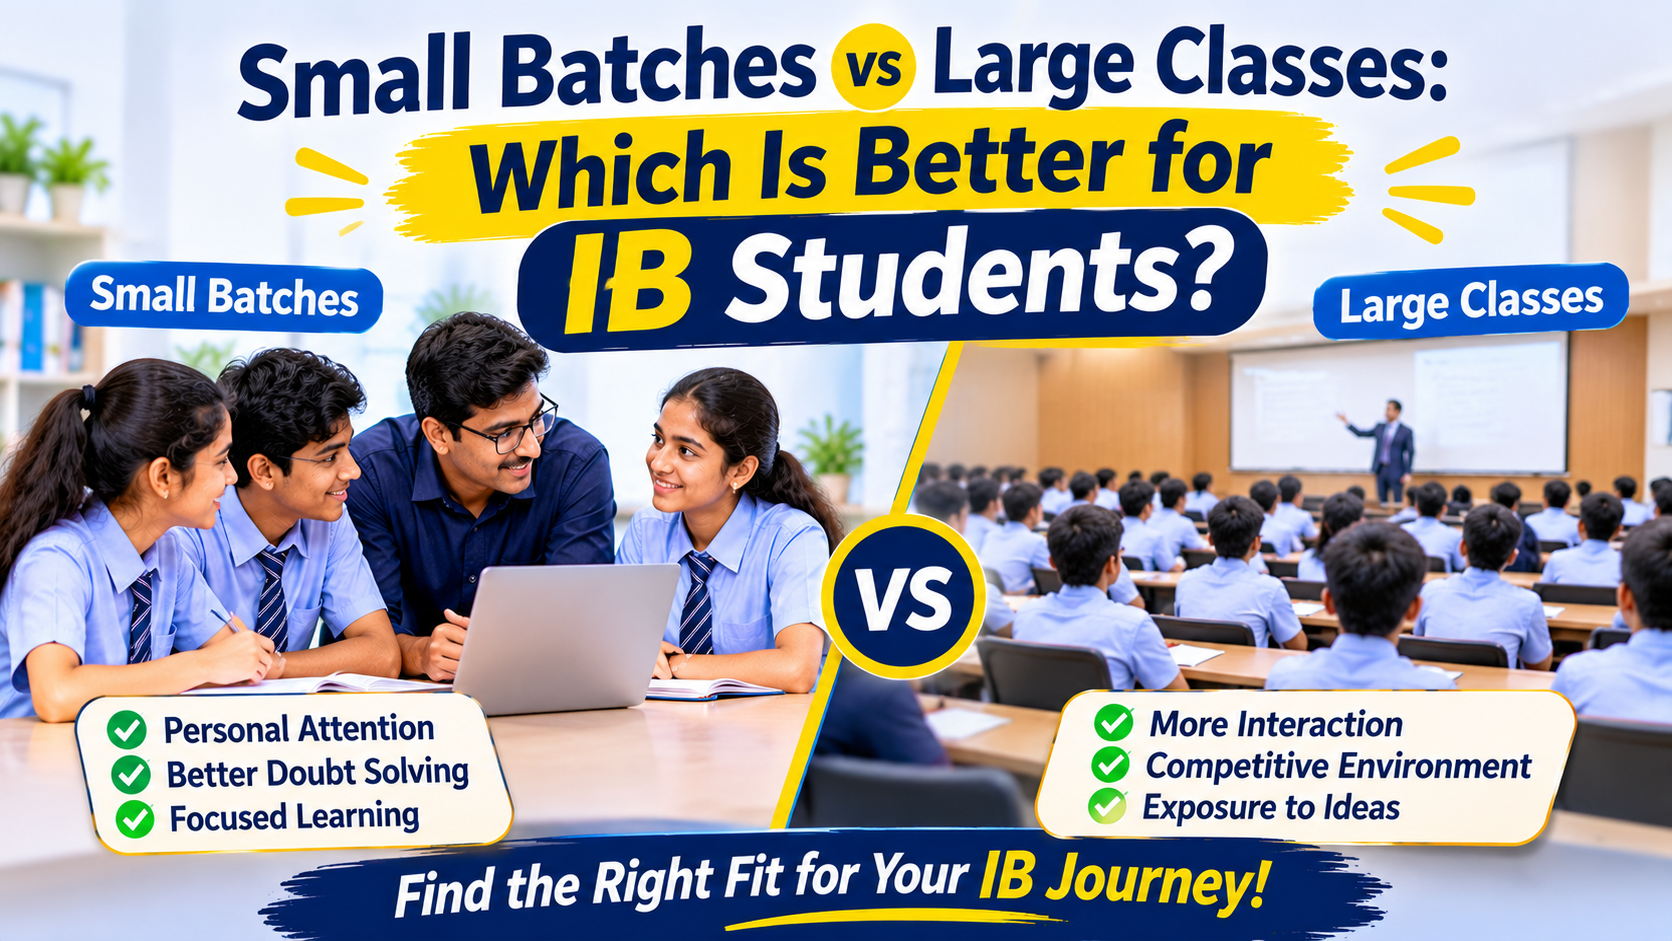 Small Batches vs Large Classes:
Which Is Better for
IB Students?
Small Batches
Large Classes
VS
Personal Attention
Better Doubt Solving
Focused Learning
More Interaction
Competitive Environment
Exposure to Ideas
Find the Right Fit for Your IB Journey!